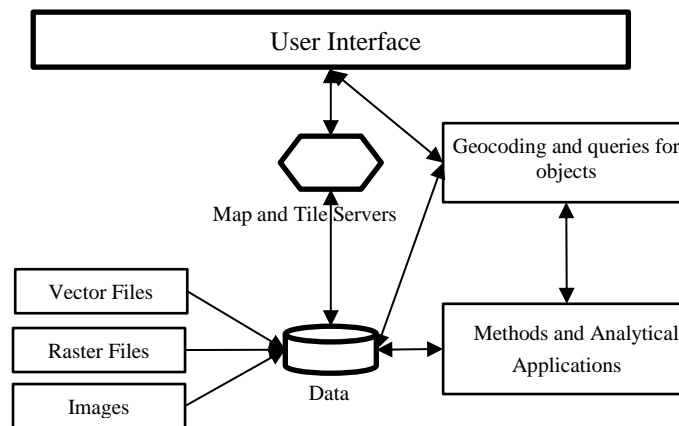 User Interface
Geocoding and queries for
objects
Map and Tile Servers
Vector Files
Raster Files
Images
Data
Methods and Analytical
Applications